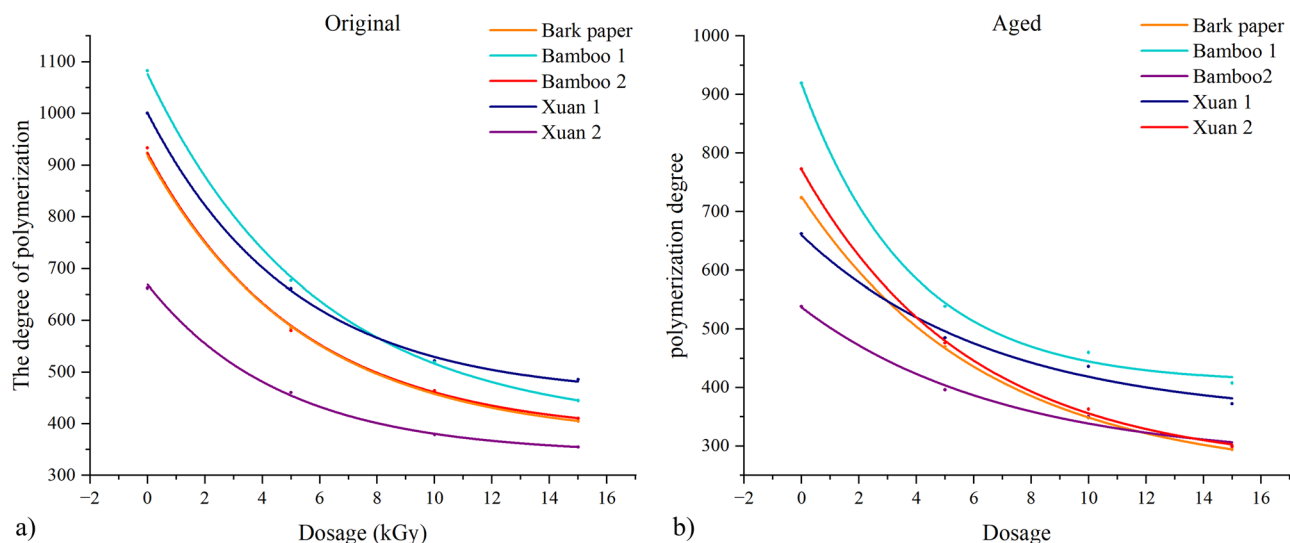 Original
The degree of polymerization
1100
1000
900
800
700
600
500
400
300
−2 0 2 4 6 8 10 12 14 16
Dosage (kGy)
Bark paper
Bamboo 1
Bamboo 2
Xuan 1
Xuan 2
a)
Aged
polymerization degree
1000
900
800
700
600
500
400
300
−2 0 2 4 6 8 10 12 14 16
Dosage
Bark paper
Bamboo 1
Bamboo2
Xuan 1
Xuan 2
b)